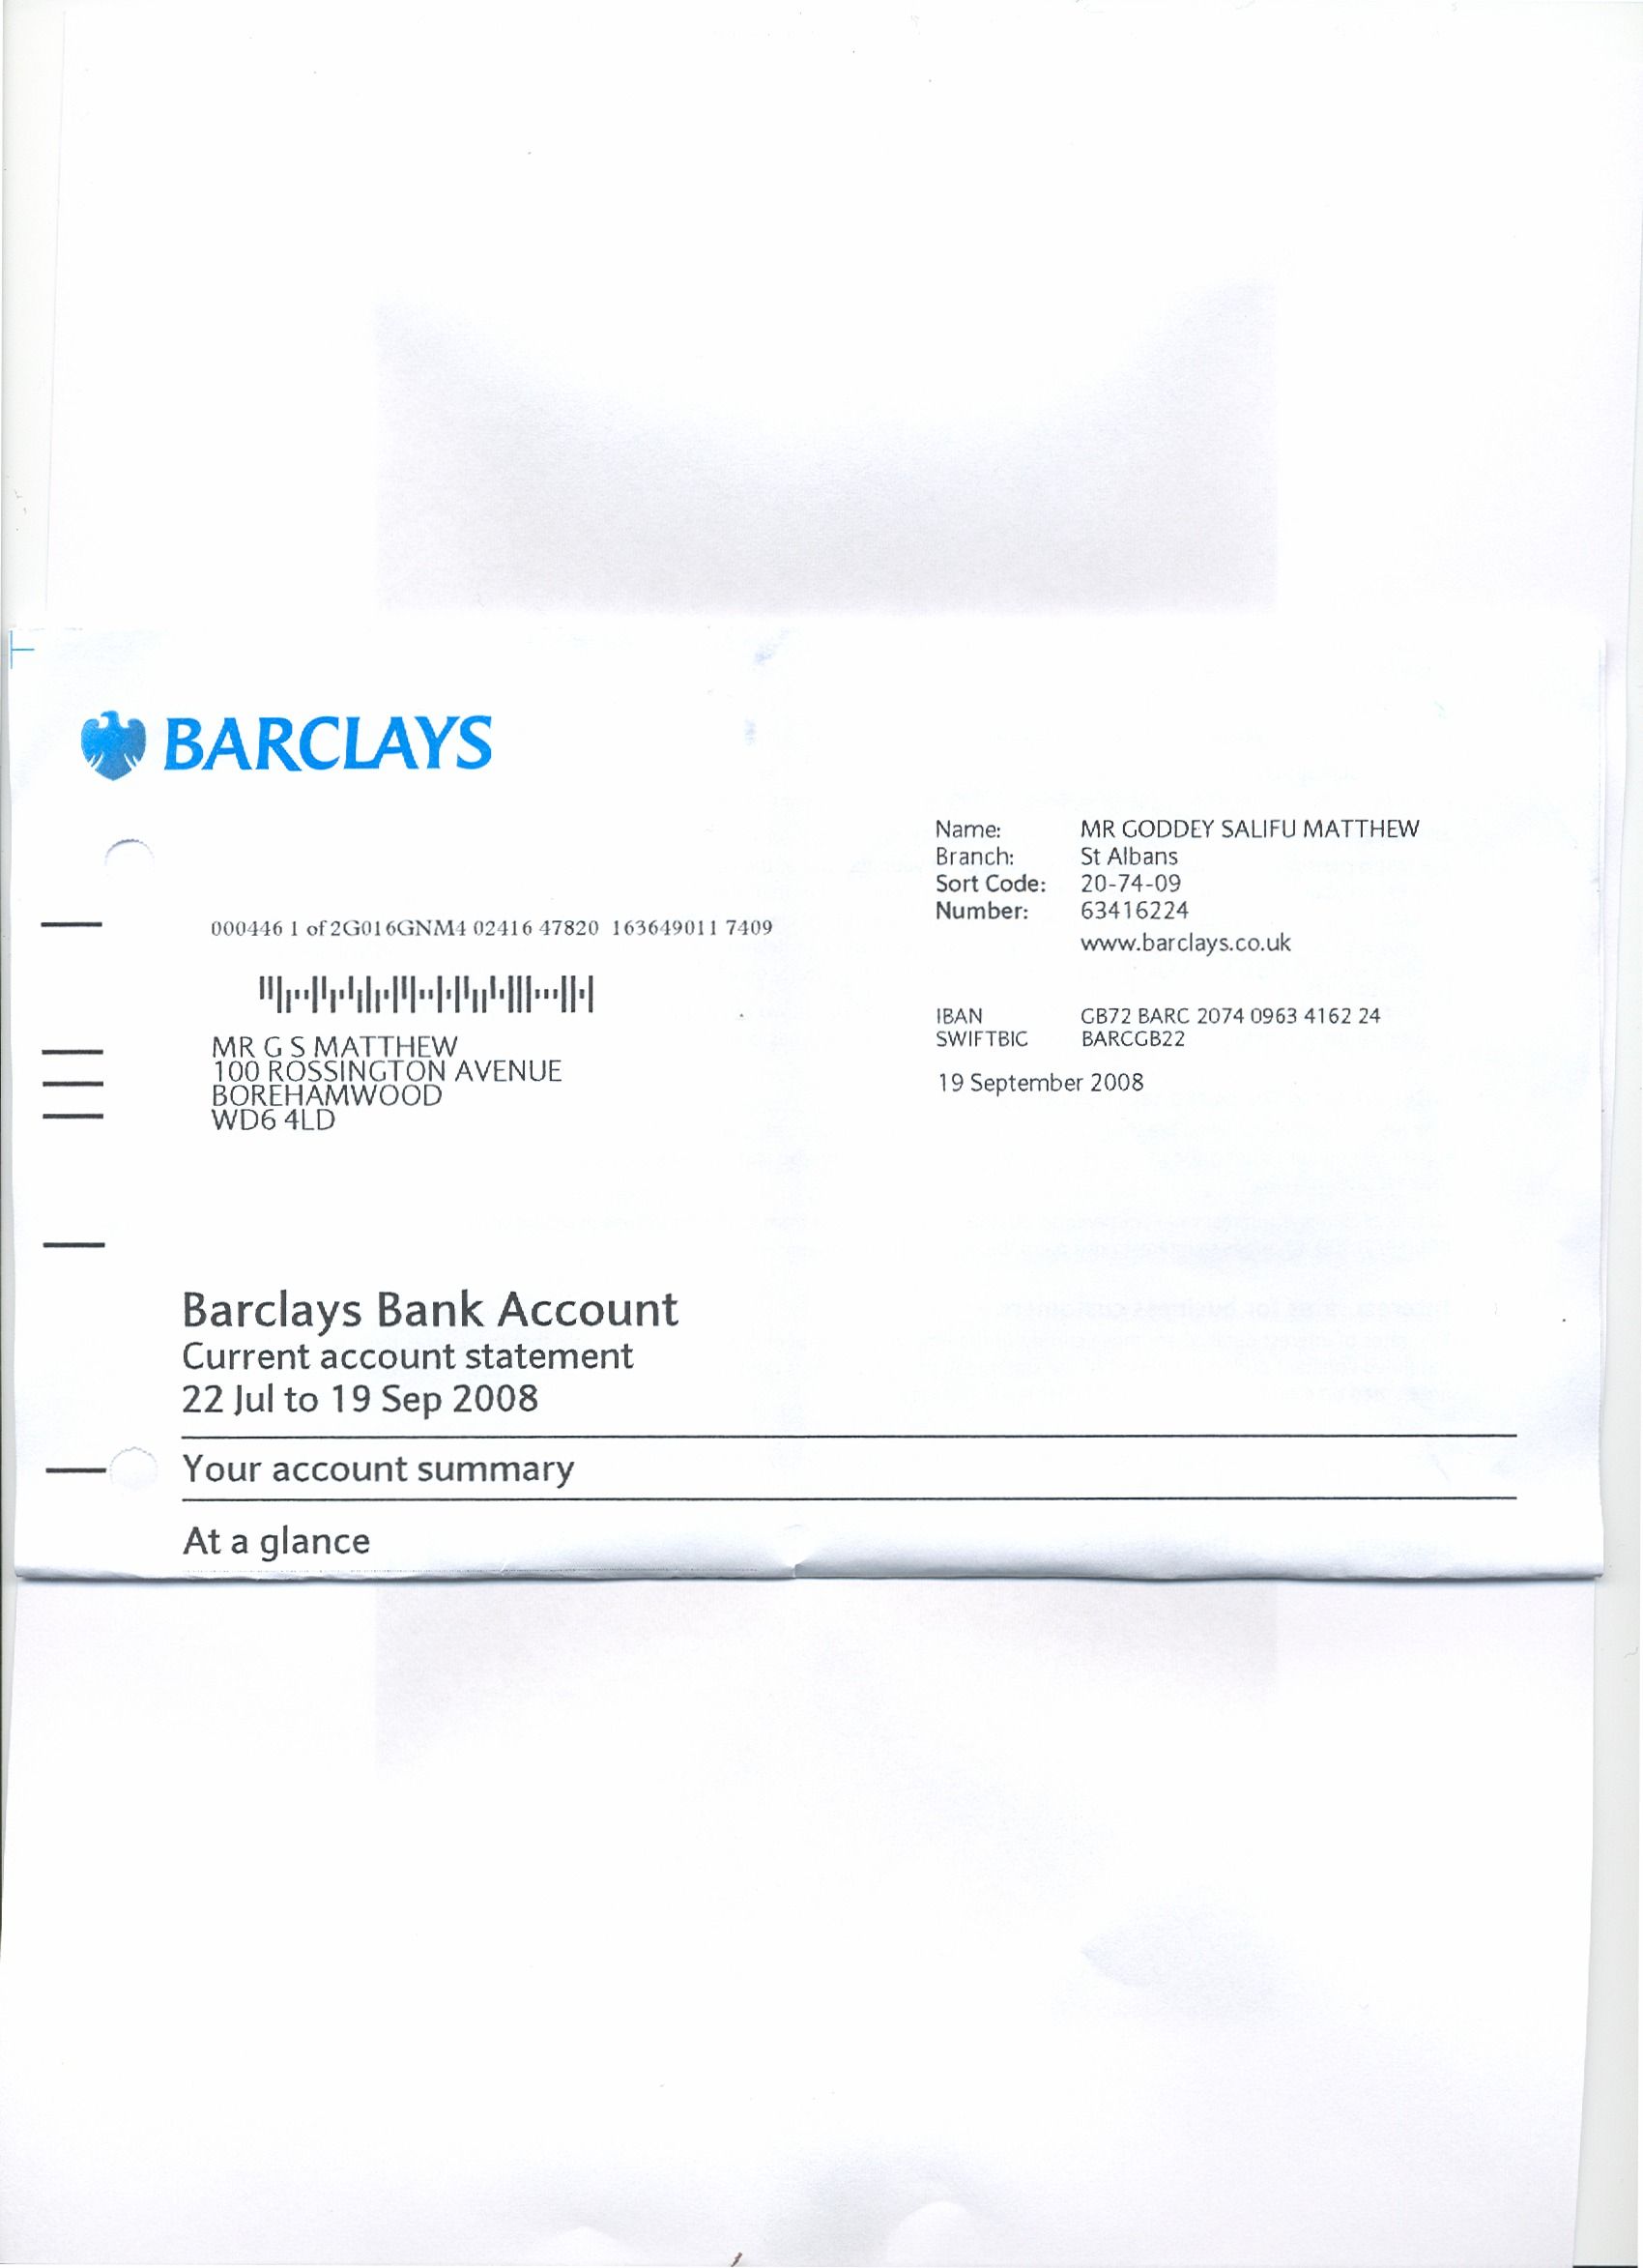 BARCLAYS
Name: MR GODDEY SALIFU MATTHEW
Branch: St Albans
Sort Code: 20-74-09
Number: 63416224
www.barclays.co.uk
000446 1 of 2G016GNM4 02416 47820 163649011 7409
IBAN GB72 BARC 2074 0963 4162 24
SWIFTBIC BARCGB22
19 September 2008
MR G S MATTHEW
100 ROSSINGTON AVENUE
BOREHAMWOOD
WD6 4LD
Barclays Bank Account
Current account statement
22 Jul to 19 Sep 2008
Your account summary
At a glance